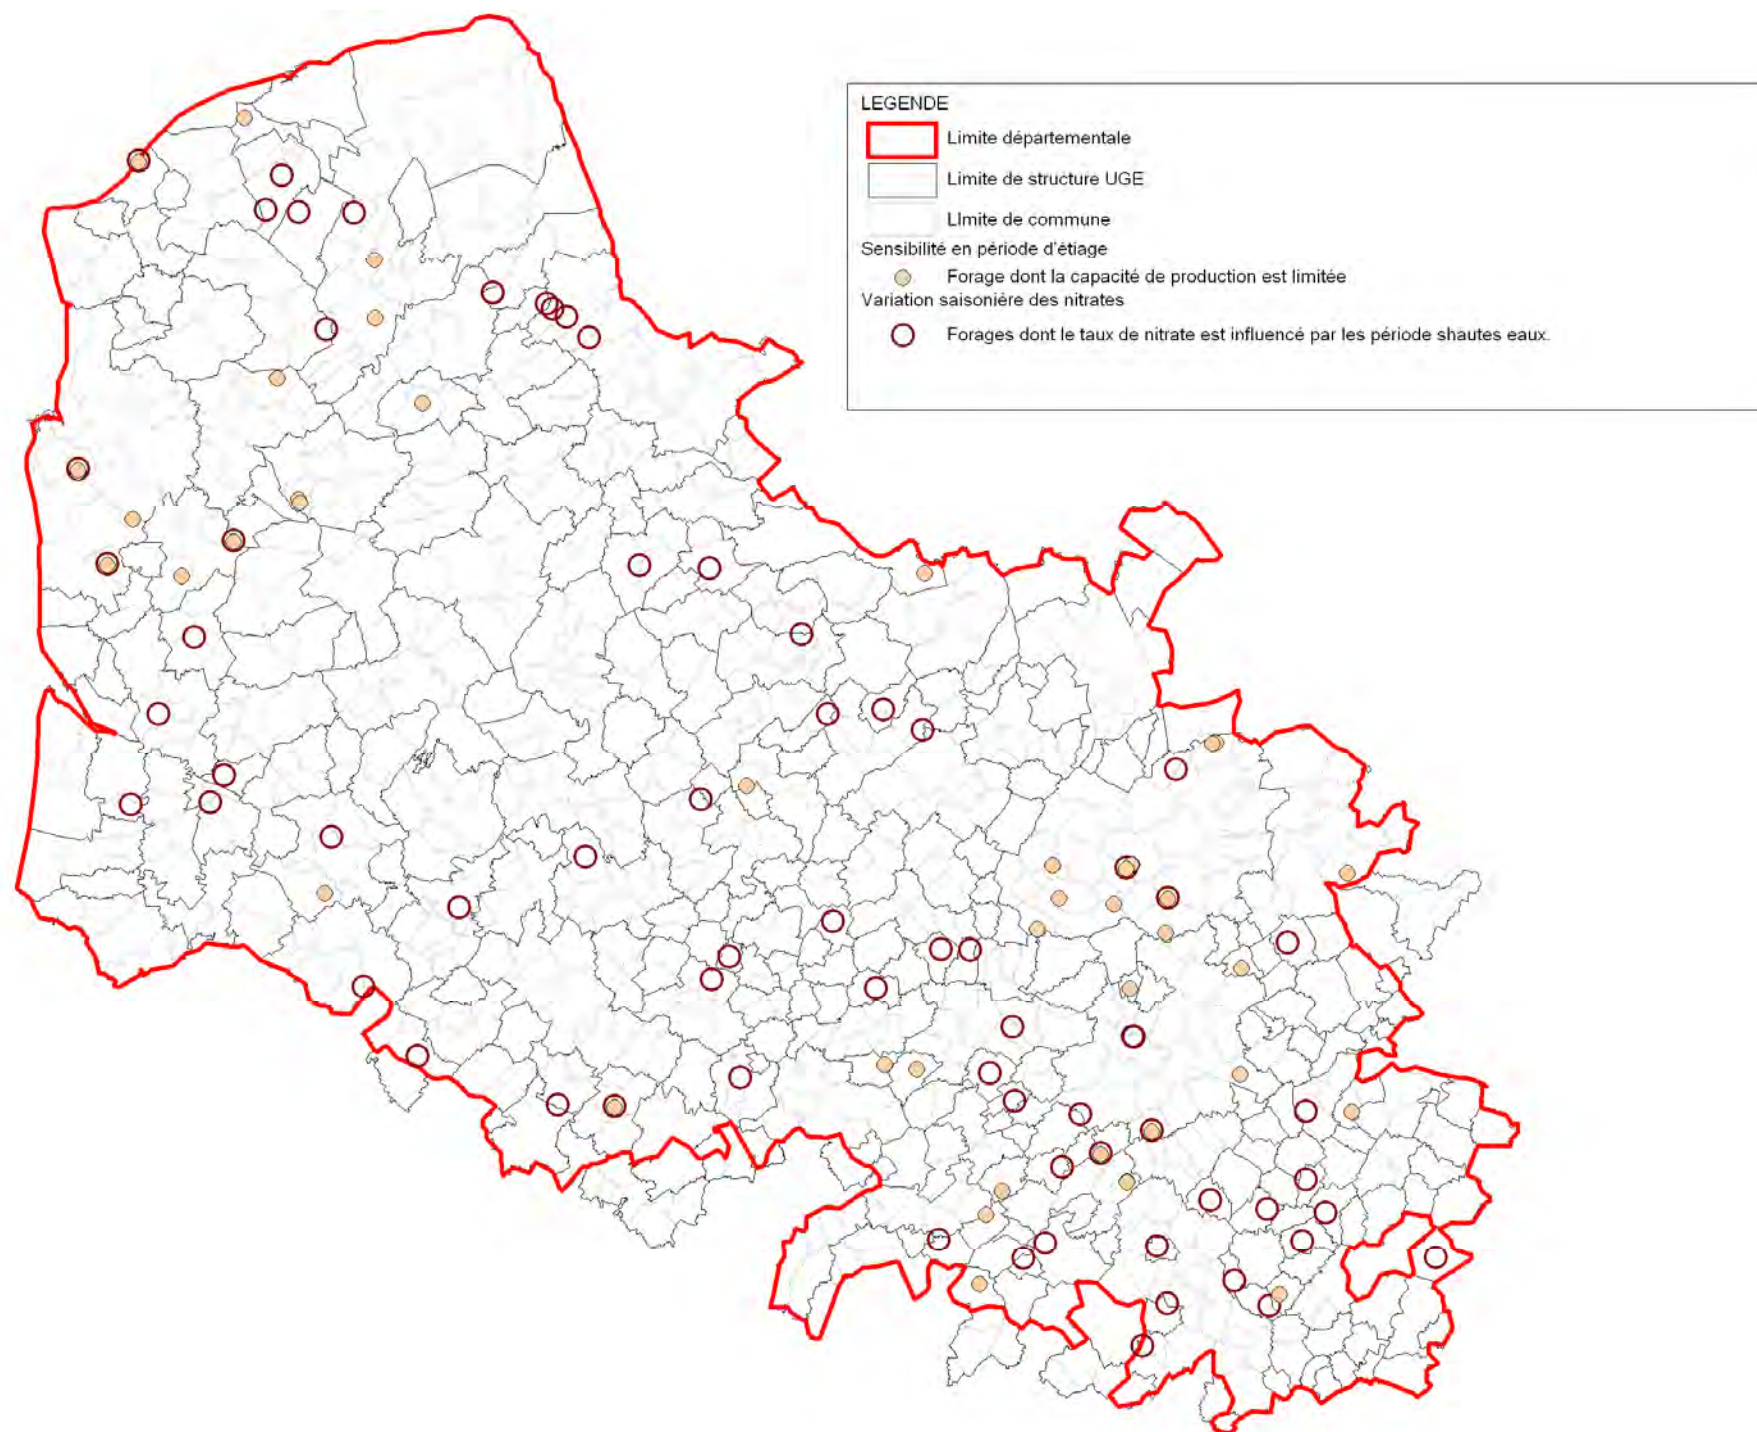 LEGENDE
Limite départementale
Limite de structure UGE
LImite de commune
Sensibilité en période d'étiage
Forage dont la capacité de production est limitée
Variation saisoniére des nitrates
Forages dont le taux de nitrate est influencé par les période shautes eaux.